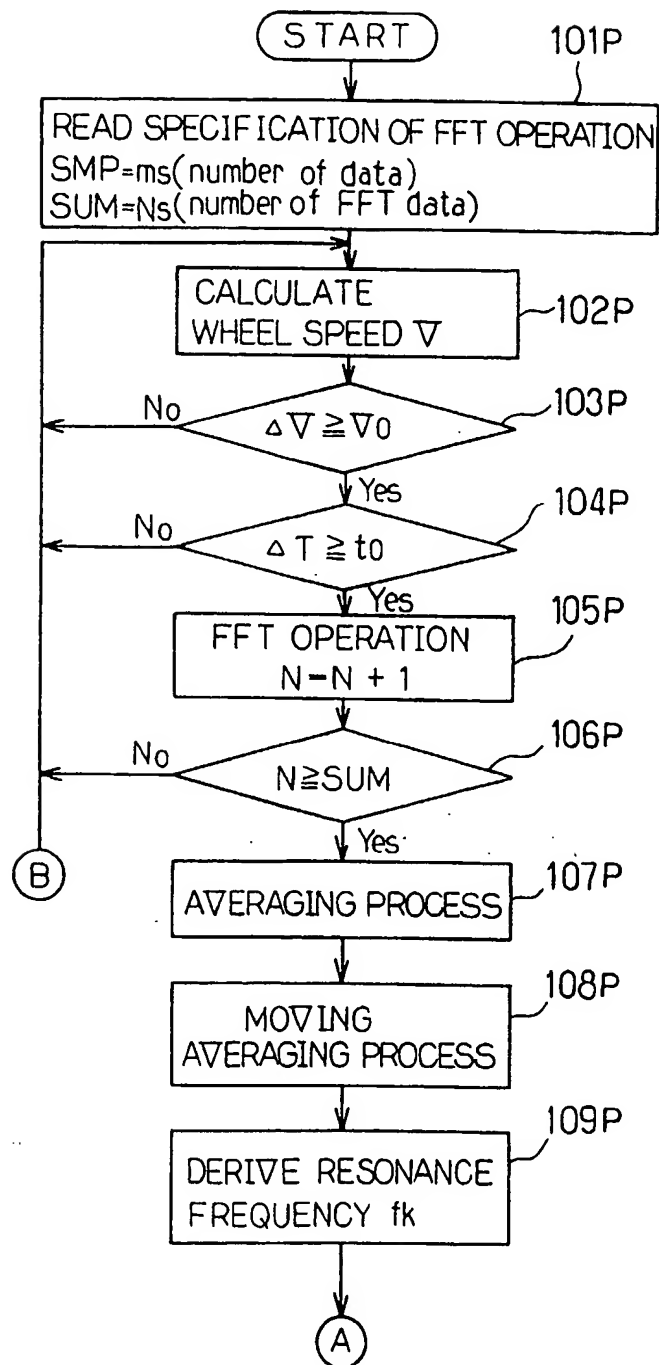 START
101P
READ SPECIFICATION OF FFT OPERATION
SMP=ms(number of data)
SUM=Ns(number of FFT data)
CALCULATE
WHEEL SPEED V
102P
103P
No
ΔV ≧ V0
Yes
104P
No
ΔT ≧ t0
Yes
105P
FFT OPERATION
N-N + 1
106P
No
N≧SUM
Yes
B
107P
AVERAGING PROCESS
108P
MOVING
AVERAGING PROCESS
109P
DERIVE RESONANCE
FREQUENCY fk
A